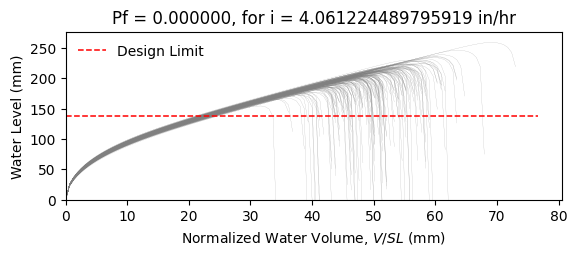 Pf = 0.000000, for i = 4.061224489795919 in/hr
Water Level (mm)
250
200
150
100
50
0
Design Limit
0 10 20 30 40 50 60 70 80
Normalized Water Volume, V/SL (mm)